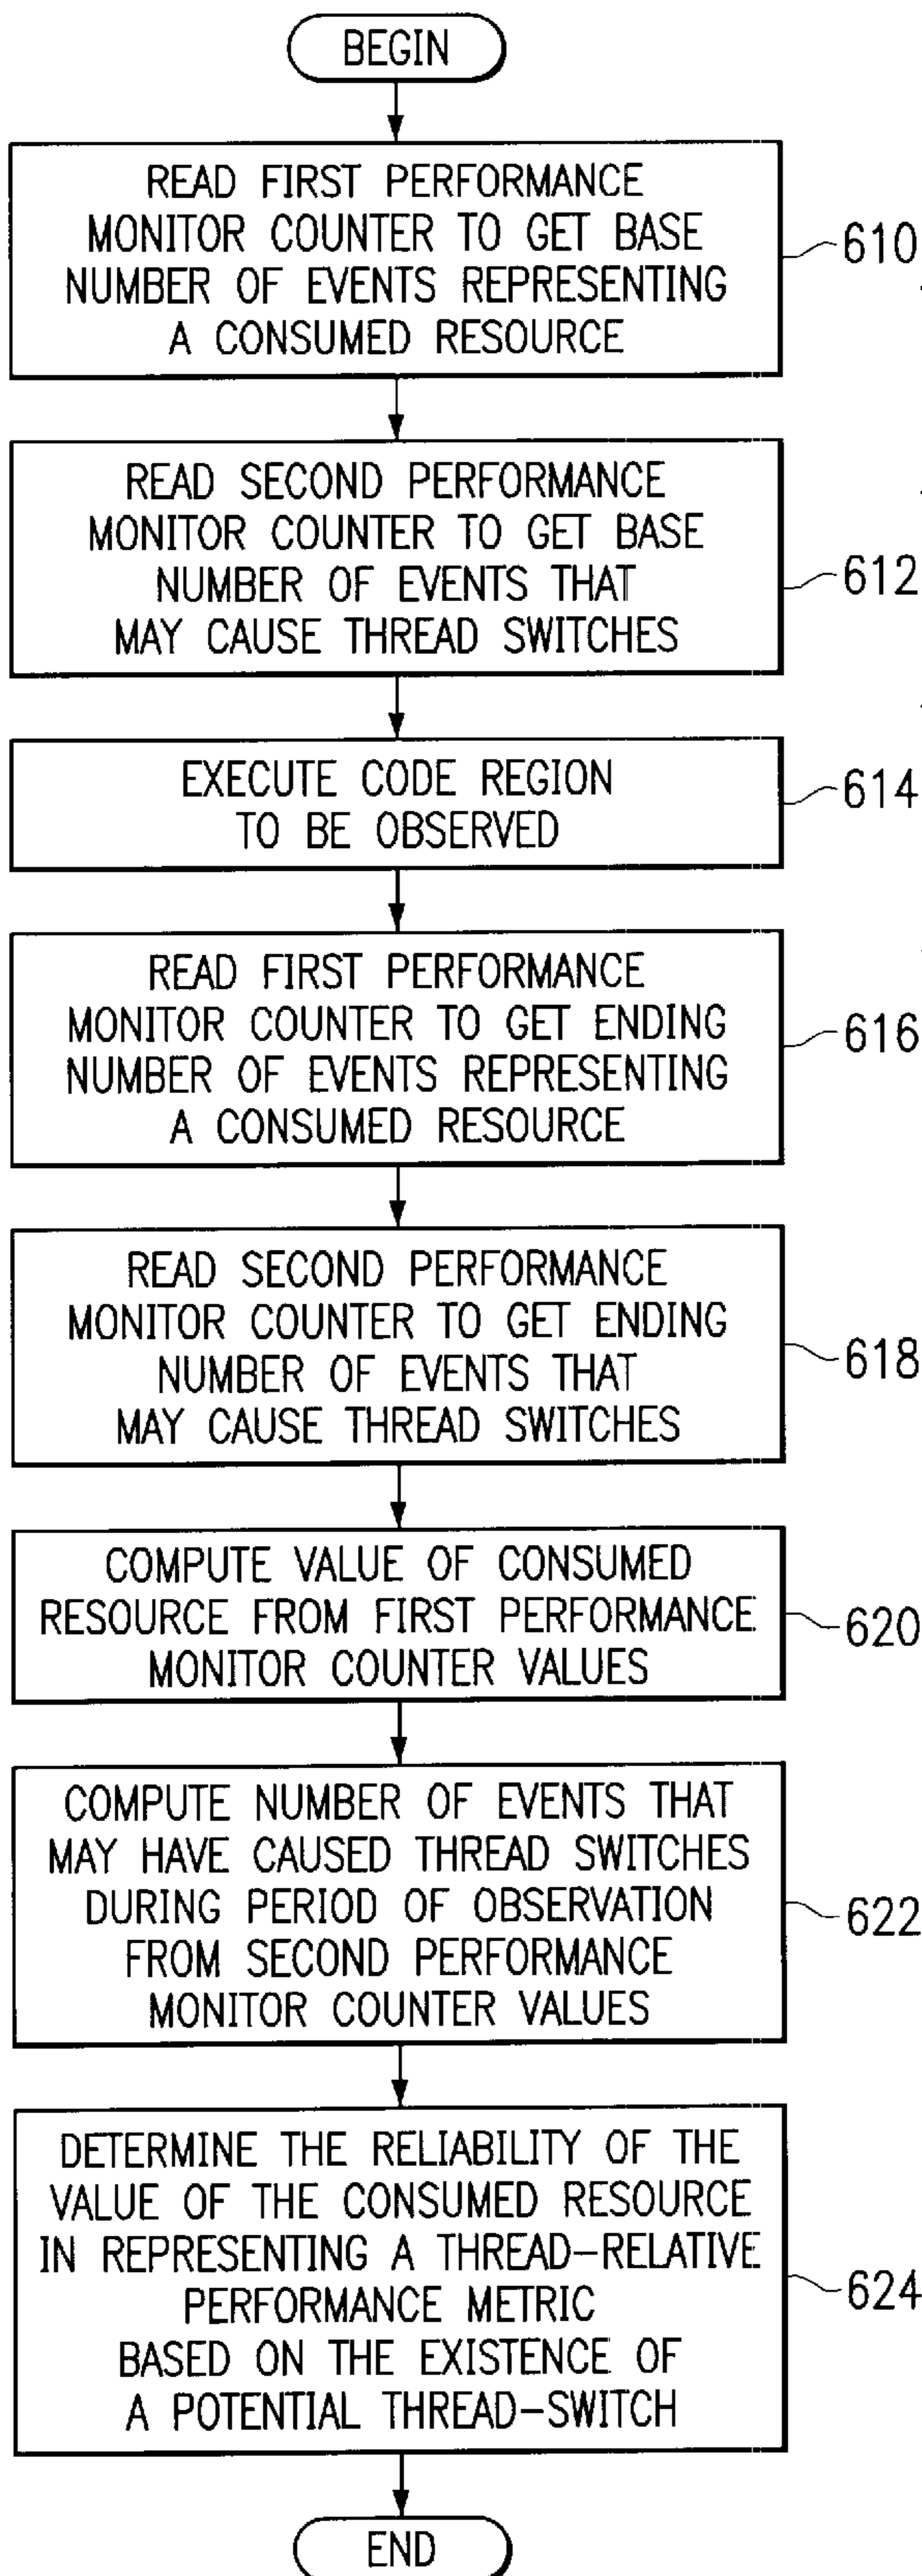 BEGIN
READ FIRST PERFORMANCE
MONITOR COUNTER TO GET BASE
NUMBER OF EVENTS REPRESENTING
A CONSUMED RESOURCE
610
READ SECOND PERFORMANCE
MONITOR COUNTER TO GET BASE
NUMBER OF EVENTS THAT
MAY CAUSE THREAD SWITCHES
612
EXECUTE CODE REGION
TO BE OBSERVED
614
READ FIRST PERFORMANCE
MONITOR COUNTER TO GET ENDING
NUMBER OF EVENTS REPRESENTING
A CONSUMED RESOURCE
616
READ SECOND PERFORMANCE
MONITOR COUNTER TO GET ENDING
NUMBER OF EVENTS THAT
MAY CAUSE THREAD SWITCHES
618
COMPUTE VALUE OF CONSUMED
RESOURCE FROM FIRST PERFORMANCE
MONITOR COUNTER VALUES
620
COMPUTE NUMBER OF EVENTS THAT
MAY HAVE CAUSED THREAD SWITCHES
DURING PERIOD OF OBSERVATION
FROM SECOND PERFORMANCE
MONITOR COUNTER VALUES
622
DETERMINE THE RELIABILITY OF THE
VALUE OF THE CONSUMED RESOURCE
IN REPRESENTING A THREAD-RELATIVE
PERFORMANCE METRIC
BASED ON THE EXISTENCE OF
A POTENTIAL THREAD-SWITCH
624
END